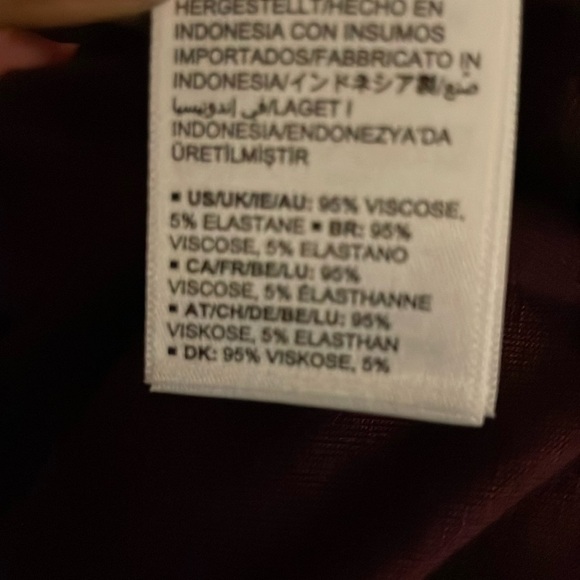 HERGESTELLT/HECHO EN
INDONESIA CON INSUMOS
IMPORTADOS/FABBRICATO IN
INDONESIA/インドネシア製/صنع
في إندونيسيا/LAGET I
INDONESIA/ENDONEZYA'DA
ÜRETİLMİŞTİR
▪ US/UK/IE/AU: 95% VISCOSE,
5% ELASTANE ▪ BR: 95%
VISCOSE, 5% ELASTANO
▪ CA/FR/BE/LU: 95%
VISCOSE, 5% ÉLASTHANNE
▪ AT/CH/DE/BE/LU: 95%
VISKOSE, 5% ELASTHAN
▪ DK: 95% VISKOSE, 5%